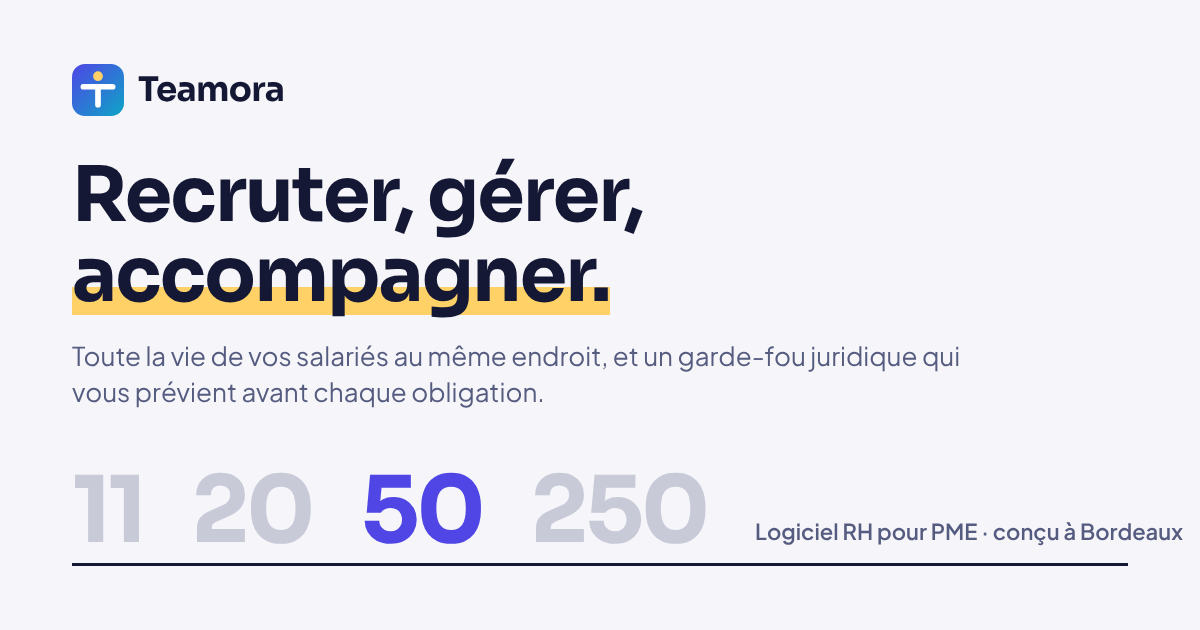 Teamora
Recruter, gérer,
accompagner.
Toute la vie de vos salariés au même endroit, et un garde-fou juridique qui
vous prévient avant chaque obligation.
11 20 50 250
Logiciel RH pour PME · conçu à Bordeaux